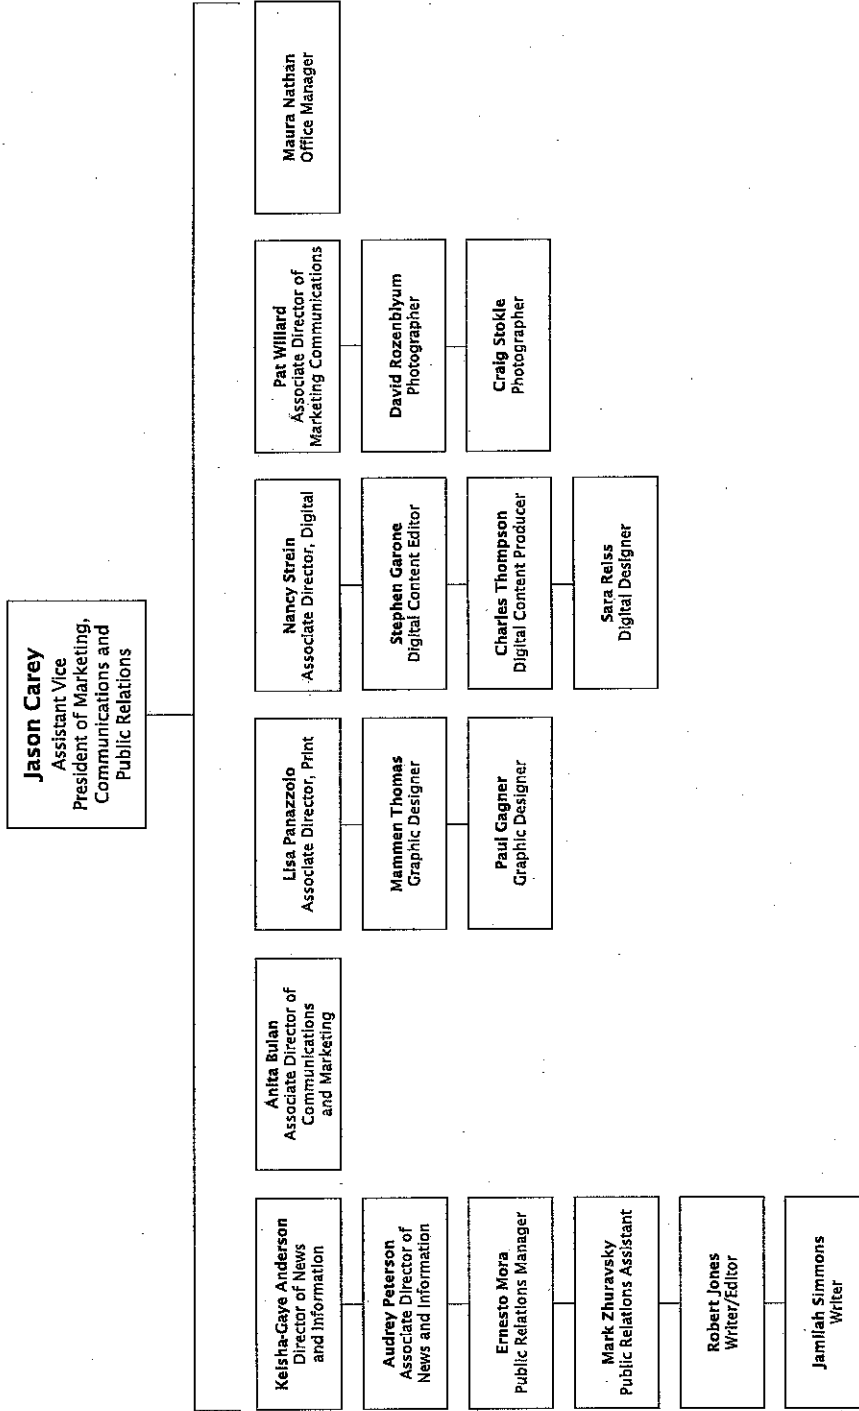 Jason Carey
Assistant Vice
President of Marketing,
Communications and
Public Relations
Keisha-Gaye Anderson
Director of News
and Information
Audrey Peterson
Associate Director of
News and Information
Ernesto Mora
Public Relations Manager
Mark Zhuravsky
Public Relations Assistant
Robert Jones
Writer/Editor
Jamilah Simmons
Writer
Anita Bulan
Associate Director of
Communications
and Marketing
Lisa Panazzolo
Associate Director, Print
Mammen Thomas
Graphic Designer
Paul Gagner
Graphic Designer
Nancy Strein
Associate Director, Digital
Stephen Garone
Digital Content Editor
Charles Thompson
Digital Content Producer
Sara Reiss
Digital Designer
Pat Willard
Associate Director of
Marketing Communications
David Rozenblyum
Photographer
Craig Stokle
Photographer
Maura Nathan
Office Manager